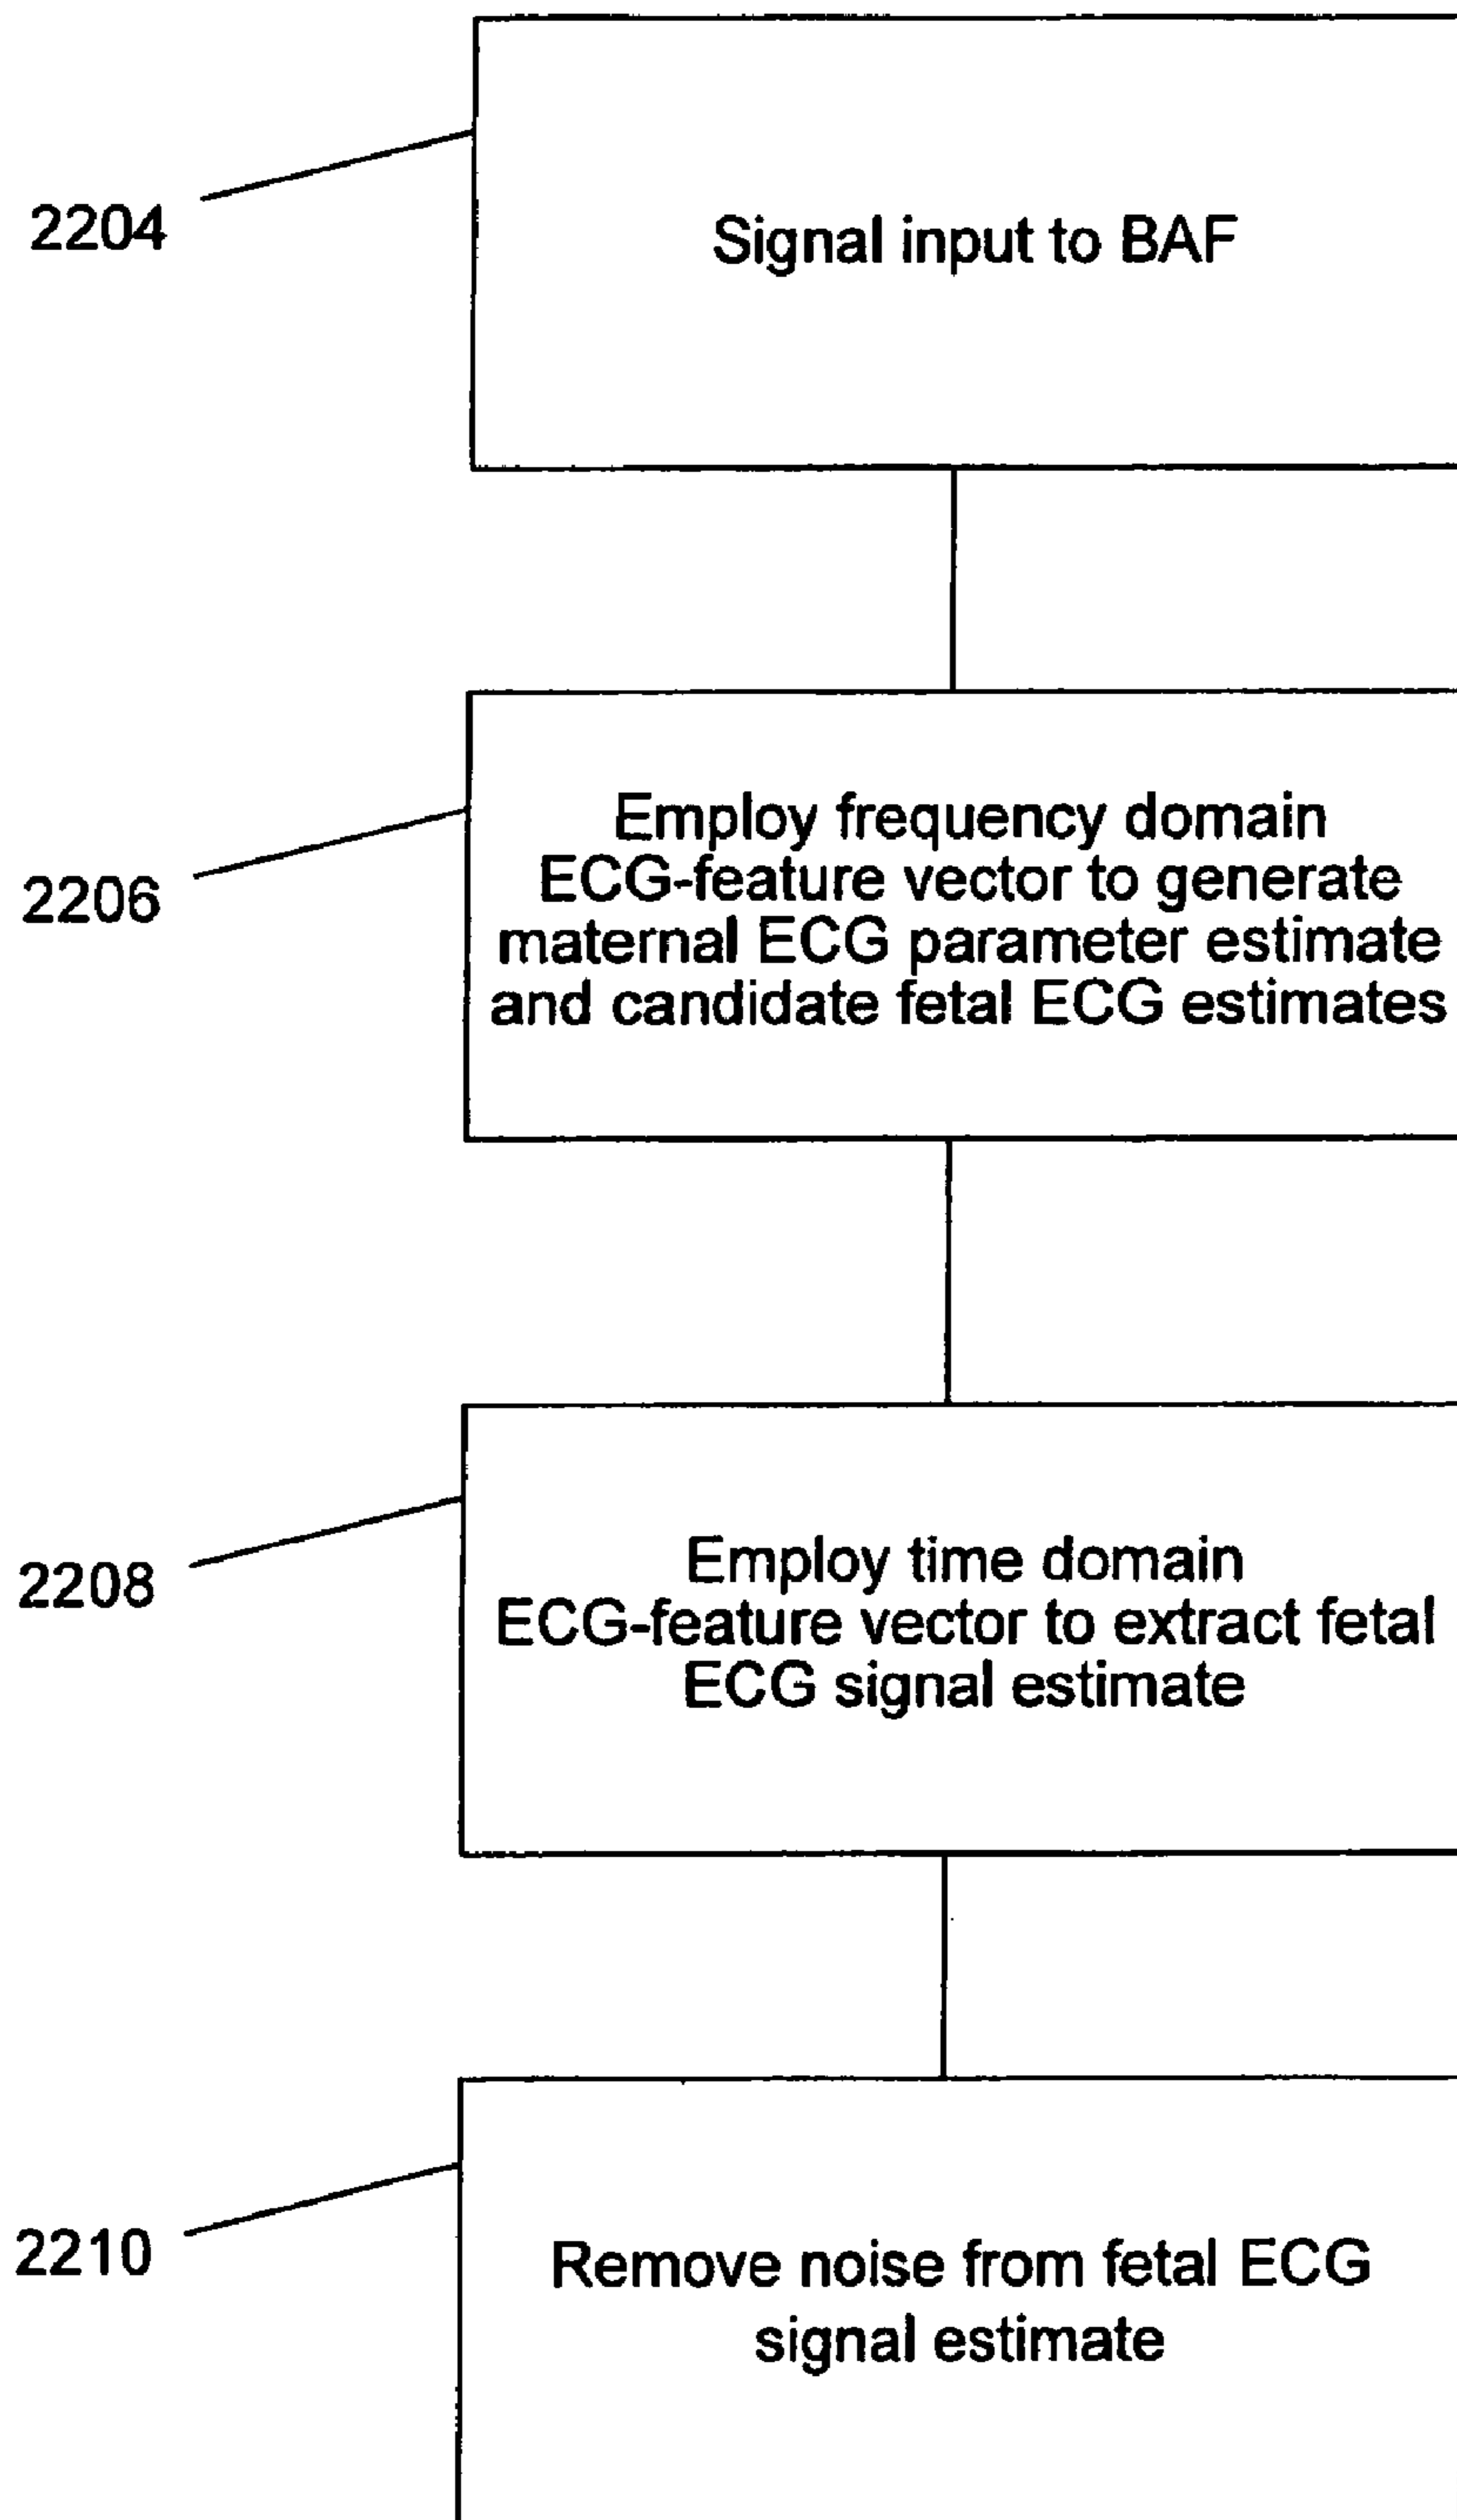 2204
Signal input to BAF
2206
Employ frequency domain
ECG-feature vector to generate
maternal ECG parameter estimate
and candidate fetal ECG estimates
2208
Employ time domain
ECG-feature vector to extract fetal
ECG signal estimate
2210
Remove noise from fetal ECG
signal estimate